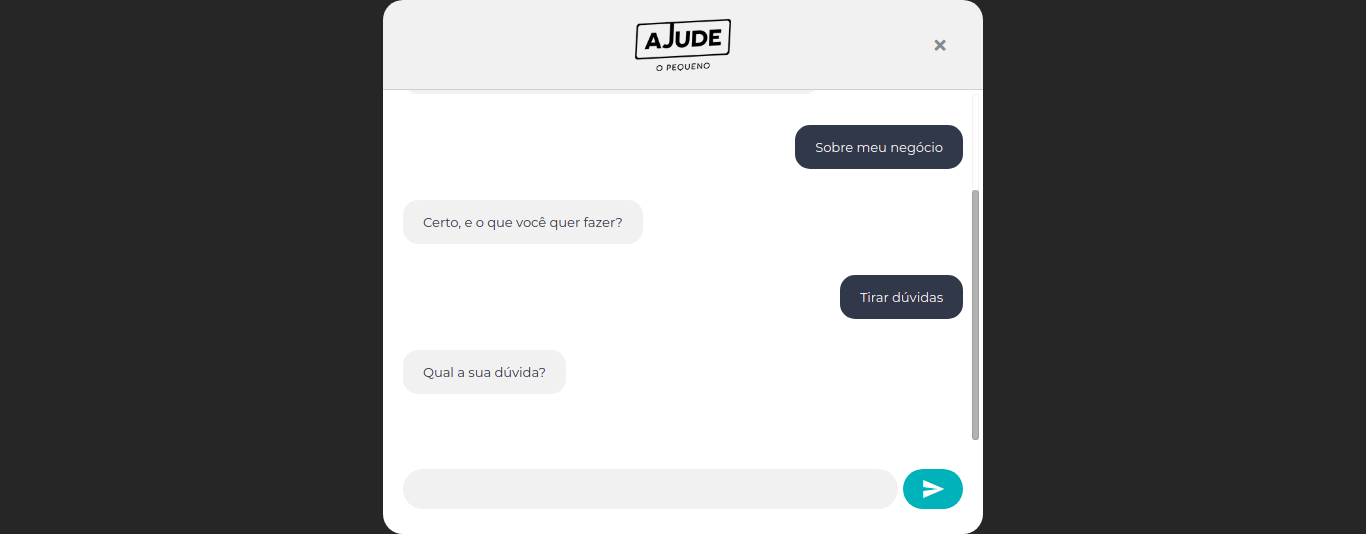 AJUDE
O PEQUENO
×
Sobre meu negócio
Certo, e o que você quer fazer?
Tirar dúvidas
Qual a sua dúvida?